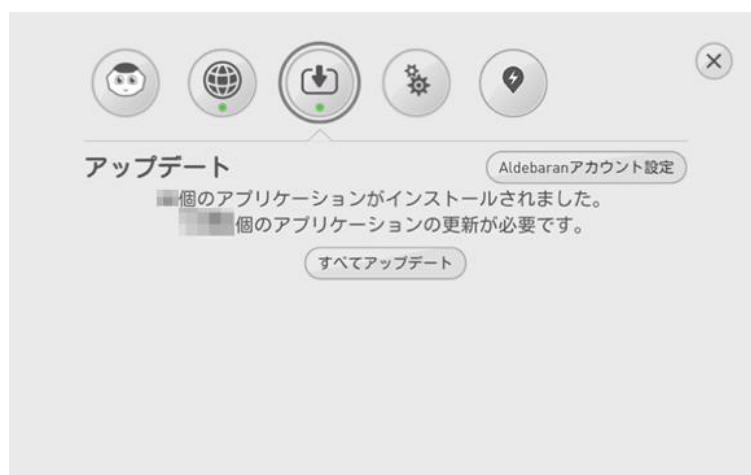 アップデート
Aldebaranアカウント設定
個のアプリケーションがインストールされました。
個のアプリケーションの更新が必要です。
すべてアップデート